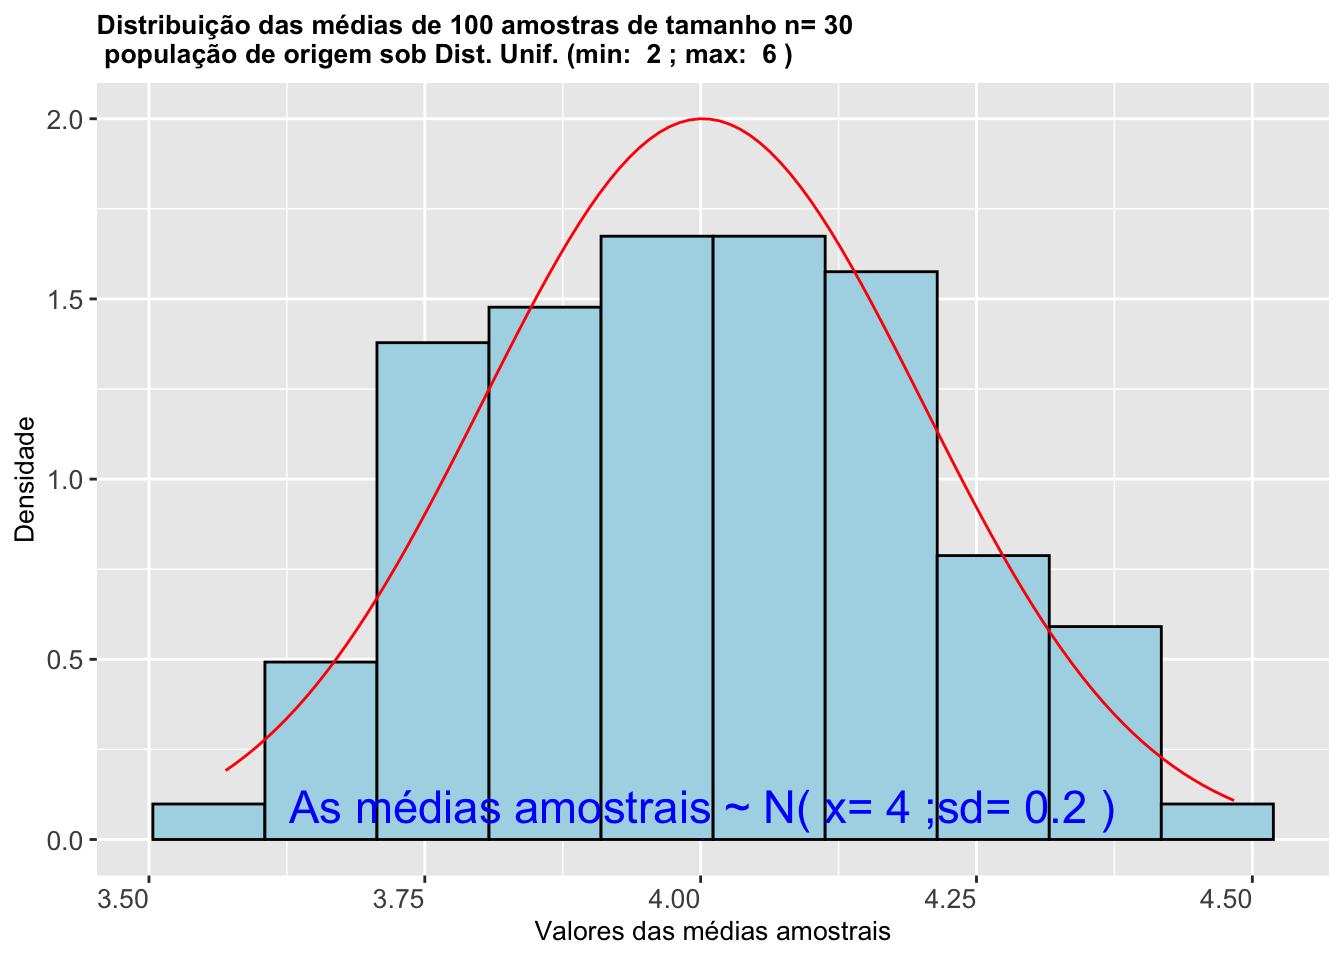 Distribuição das médias de 100 amostras de tamanho n= 30
população de origem sob Dist. Unif. (min:  2 ; max:  6 )
2.0
1.5
1.0
0.5
0.0
Densidade
As médias amostrais ~ N( x= 4 ;sd= 0.2 )
3.50 3.75 4.00 4.25 4.50
Valores das médias amostrais